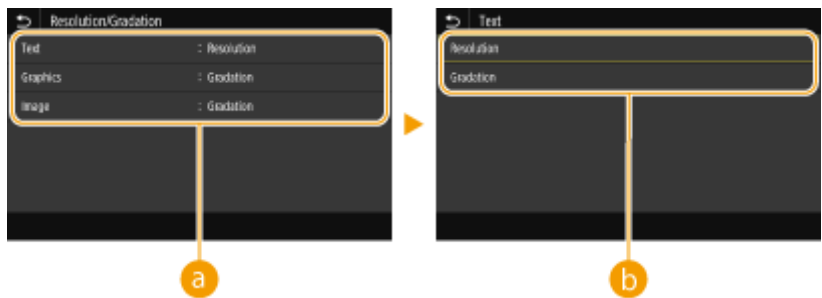 Resolution/Gradation
Text : Resolution
Graphics : Gradation
Image : Gradation
a
Text
Resolution
Gradation
b